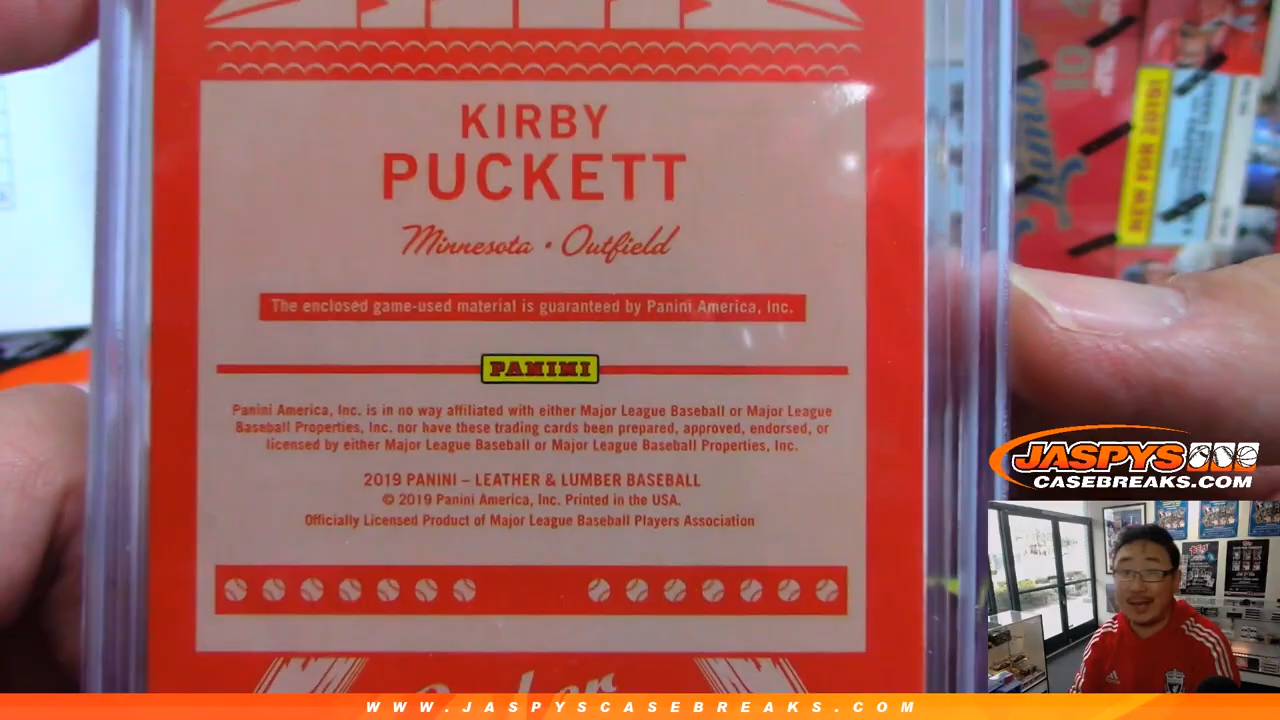 KIRBY
PUCKETT
Minnesota • Outfield
The enclosed game-used material is guaranteed by Panini America, Inc.
PANINI
Panini America, Inc. is in no way affiliated with either Major League Baseball or Major League
Baseball Properties, Inc. nor have these trading cards been prepared, approved, endorsed, or
licensed by either Major League Baseball or Major League Baseball Properties, Inc.
2019 PANINI – LEATHER & LUMBER BASEBALL
© 2019 Panini America, Inc. Printed in the USA.
Officially Licensed Product of Major League Baseball Players Association
NEW FOR 2019!
10
JASPYS
CASEBREAKS.COM
WWW.JASPYSCASEBREAKS.COM